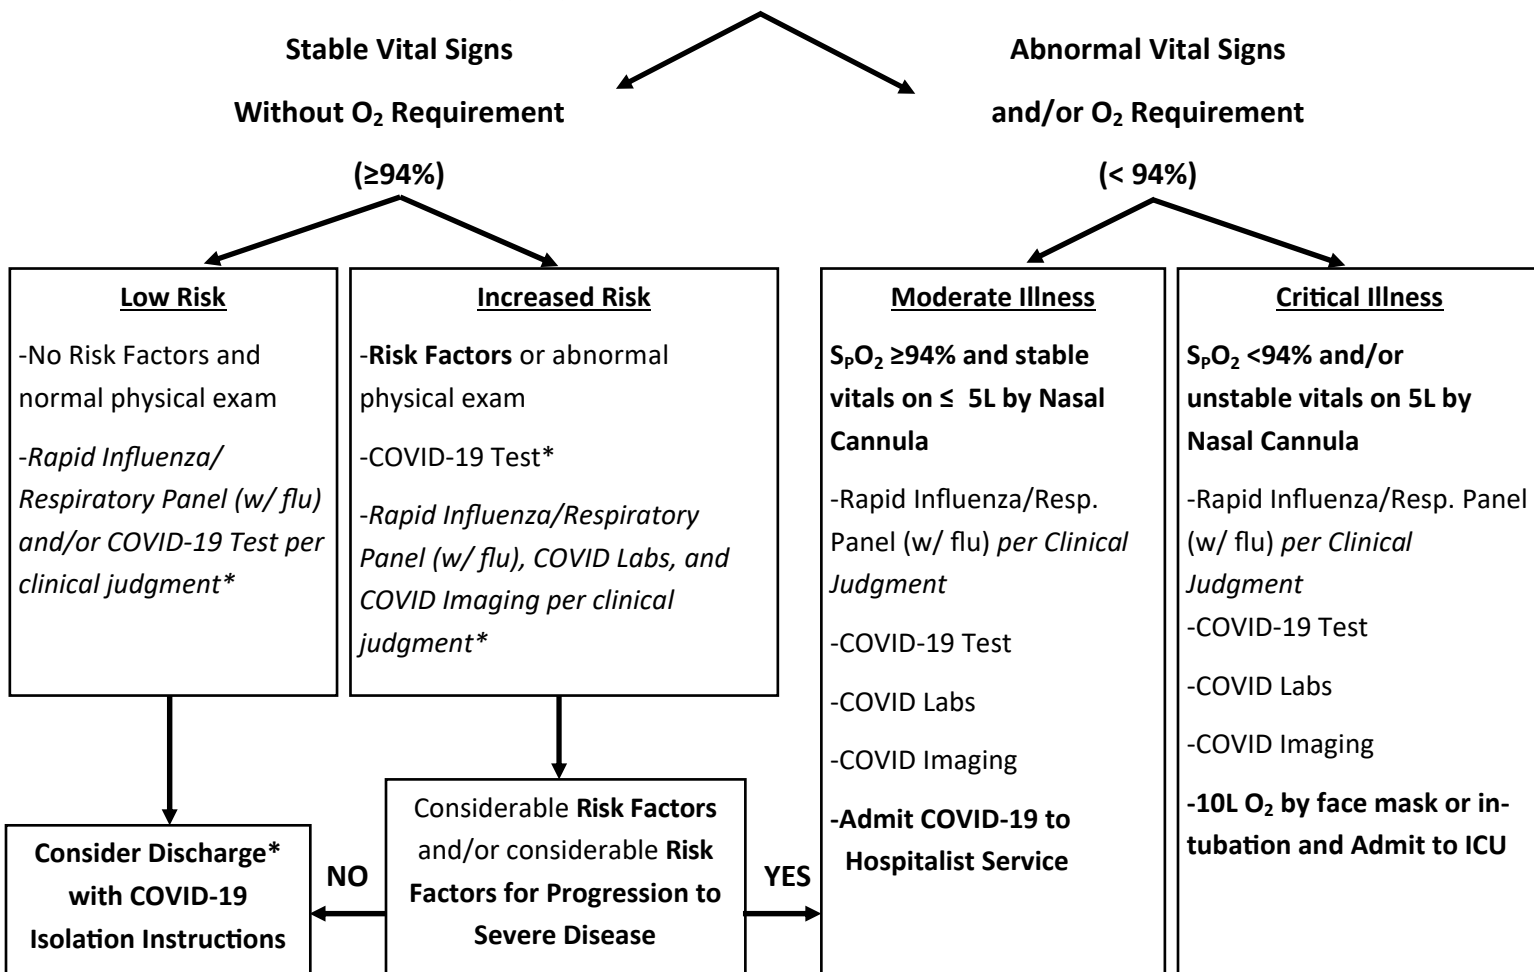 Stable Vital Signs
Without O₂ Requirement
(≥94%)
Abnormal Vital Signs
and/or O₂ Requirement
(< 94%)
Low Risk
-No Risk Factors and
normal physical exam
-Rapid Influenza/
Respiratory Panel (w/ flu)
and/or COVID-19 Test per
clinical judgment*
Increased Risk
-Risk Factors or abnormal
physical exam
-COVID-19 Test*
-Rapid Influenza/Respiratory
Panel (w/ flu), COVID Labs, and
COVID Imaging per clinical
judgment*
Moderate Illness
SₚO₂ ≥94% and stable
vitals on ≤ 5L by Nasal
Cannula
-Rapid Influenza/Resp.
Panel (w/ flu) per Clinical
Judgment
-COVID-19 Test
-COVID Labs
-COVID Imaging
-Admit COVID-19 to
Hospitalist Service
Critical Illness
SₚO₂ <94% and/or
unstable vitals on 5L by
Nasal Cannula
-Rapid Influenza/Resp. Panel
(w/ flu) per Clinical
Judgment
-COVID-19 Test
-COVID Labs
-COVID Imaging
-10L O₂ by face mask or in-
tubation and Admit to ICU
Consider Discharge*
with COVID-19
Isolation Instructions
NO
Considerable Risk Factors
and/or considerable Risk
Factors for Progression to
Severe Disease
YES